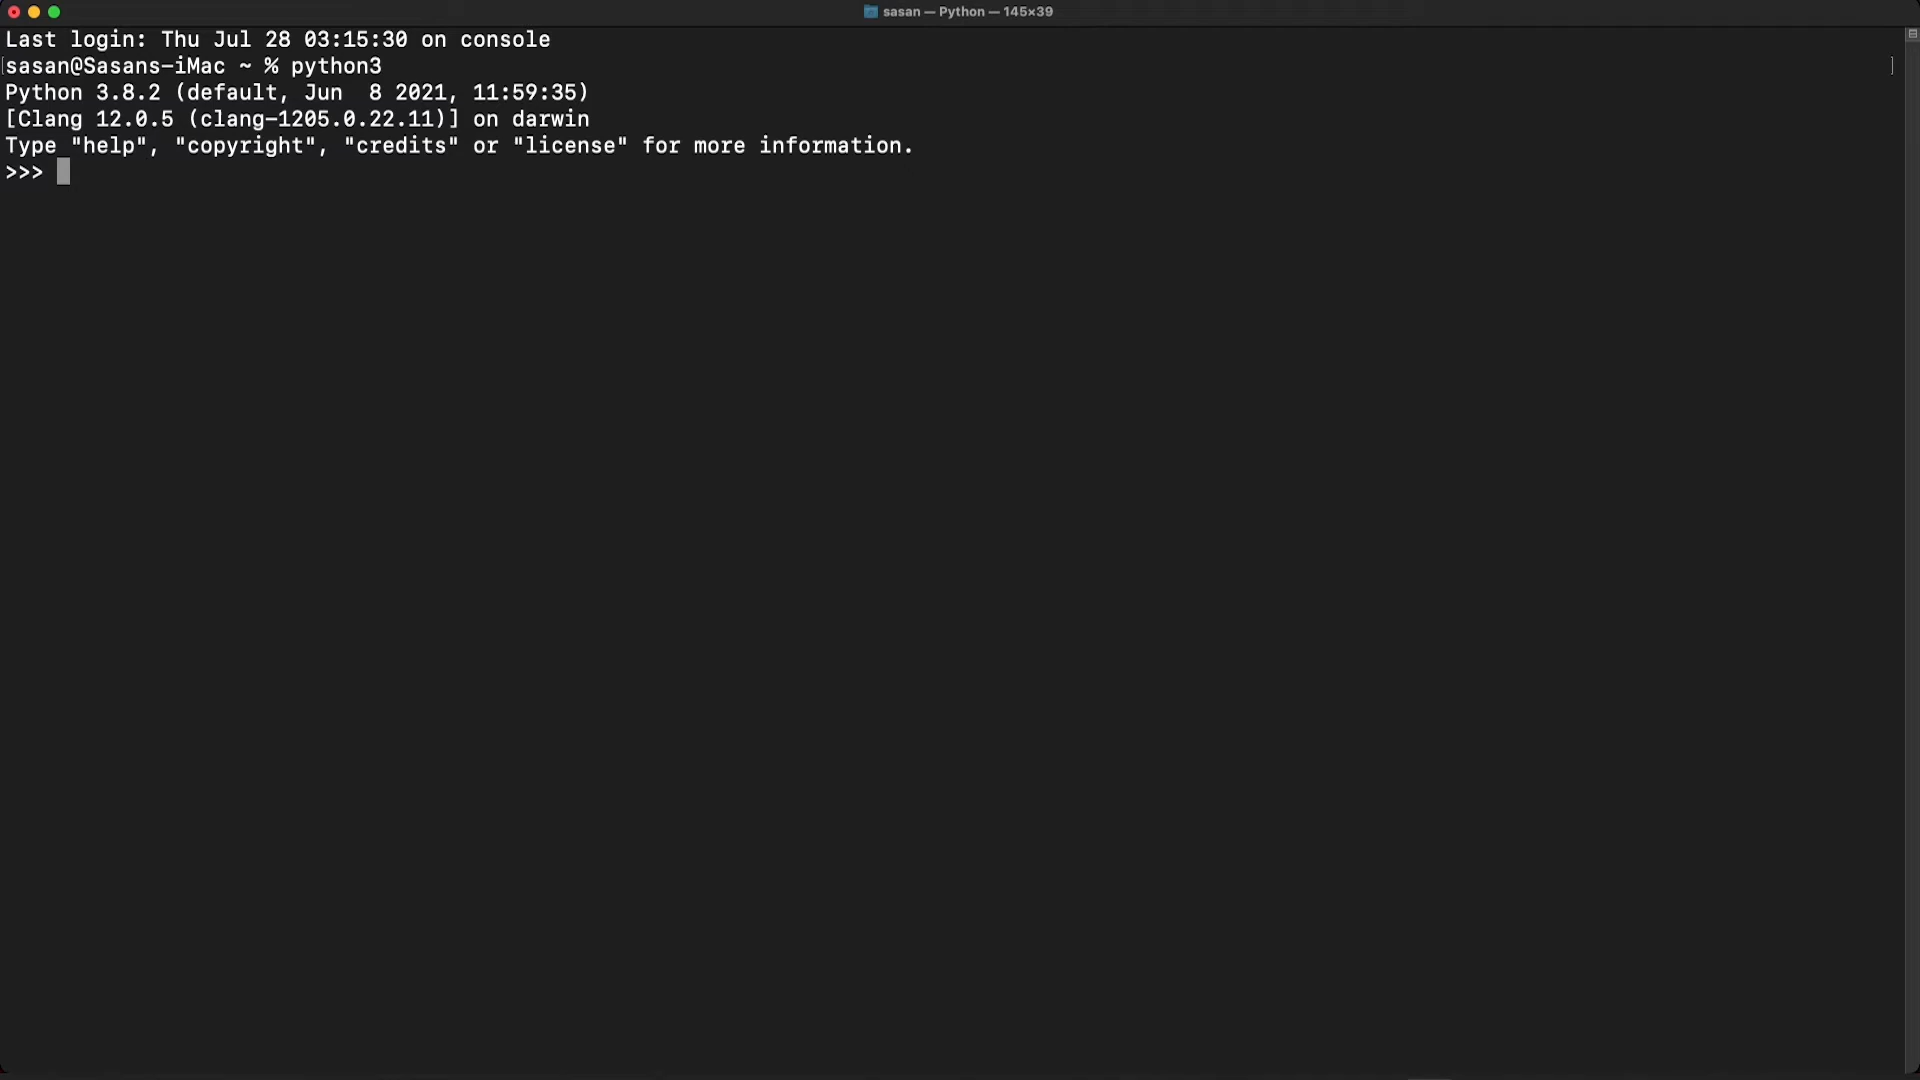 sasan — Python — 145×39
Last login: Thu Jul 28 03:15:30 on console
[sasan@Sasans-iMac ~ % python3 ]
Python 3.8.2 (default, Jun  8 2021, 11:59:35)
[Clang 12.0.5 (clang-1205.0.22.11)] on darwin
Type "help", "copyright", "credits" or "license" for more information.
>>>